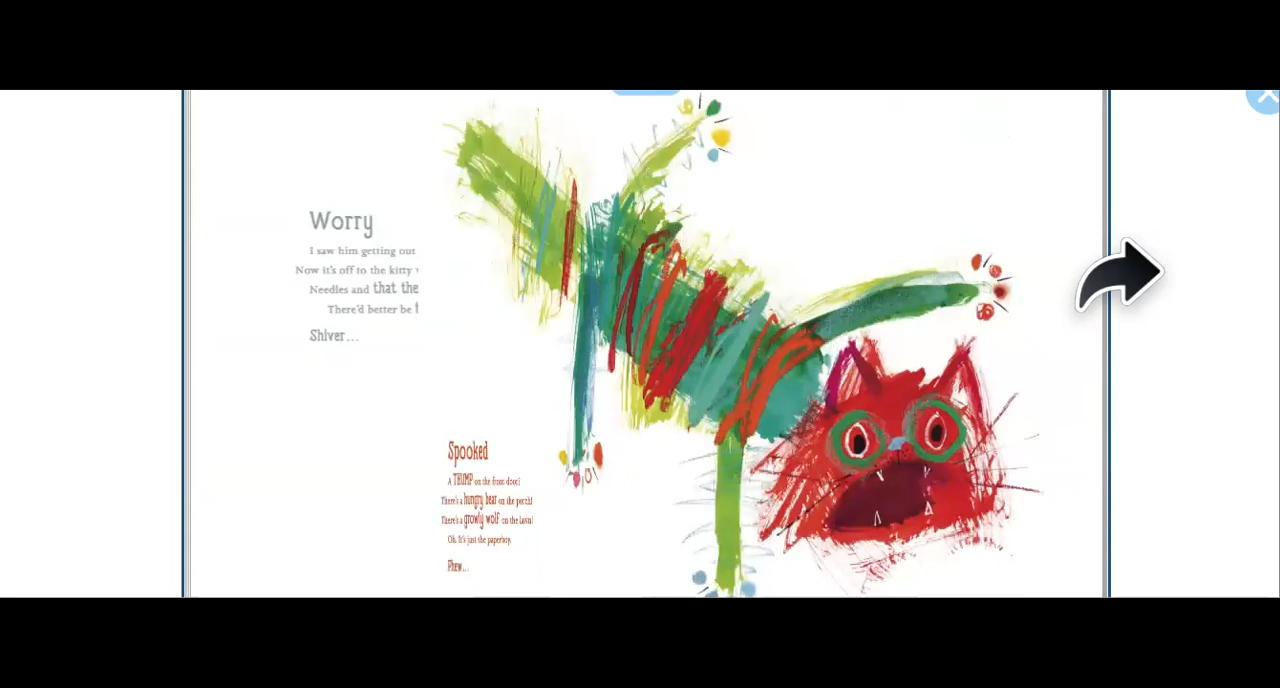 Worry
I saw him getting out
Now it's off to the kitty
Needles and that the
There'd better be
Shiver...
Spooked
A THUMP on the front door!
There's a hungry bear on the porch!
There's a growly wolf on the lawn!
Oh. It's just the paperboy.
Phew...